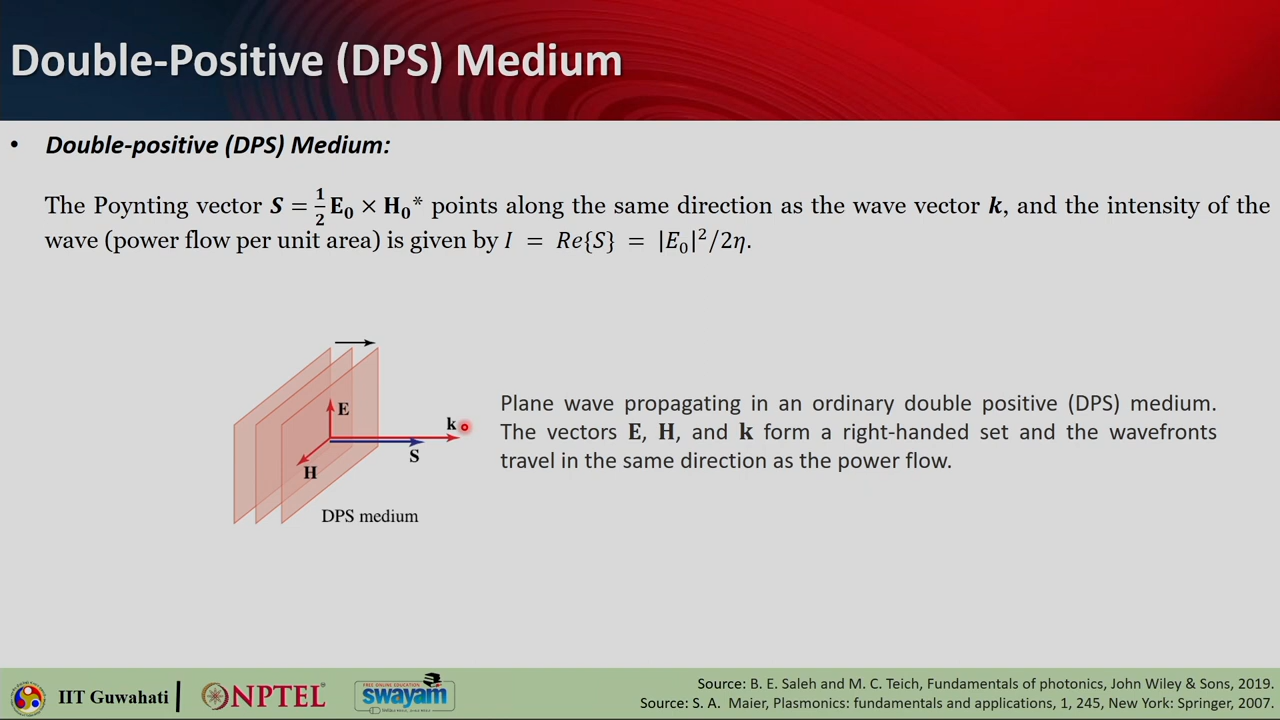 Double-Positive (DPS) Medium
• Double-positive (DPS) Medium:
The Poynting vector S = 1/2 E₀ × H₀* points along the same direction as the wave vector k, and the intensity of the
wave (power flow per unit area) is given by I = Re{S} = |E₀|²/2η.
E
k
S
H
DPS medium
Plane wave propagating in an ordinary double positive (DPS) medium.
The vectors E, H, and k form a right-handed set and the wavefronts
travel in the same direction as the power flow.
IIT Guwahati
NPTEL
FREE ONLINE EDUCATION
swayam
Source: B. E. Saleh and M. C. Teich, Fundamentals of photonics, John Wiley & Sons, 2019.
Source: S. A. Maier, Plasmonics: fundamentals and applications, 1, 245, New York: Springer, 2007.